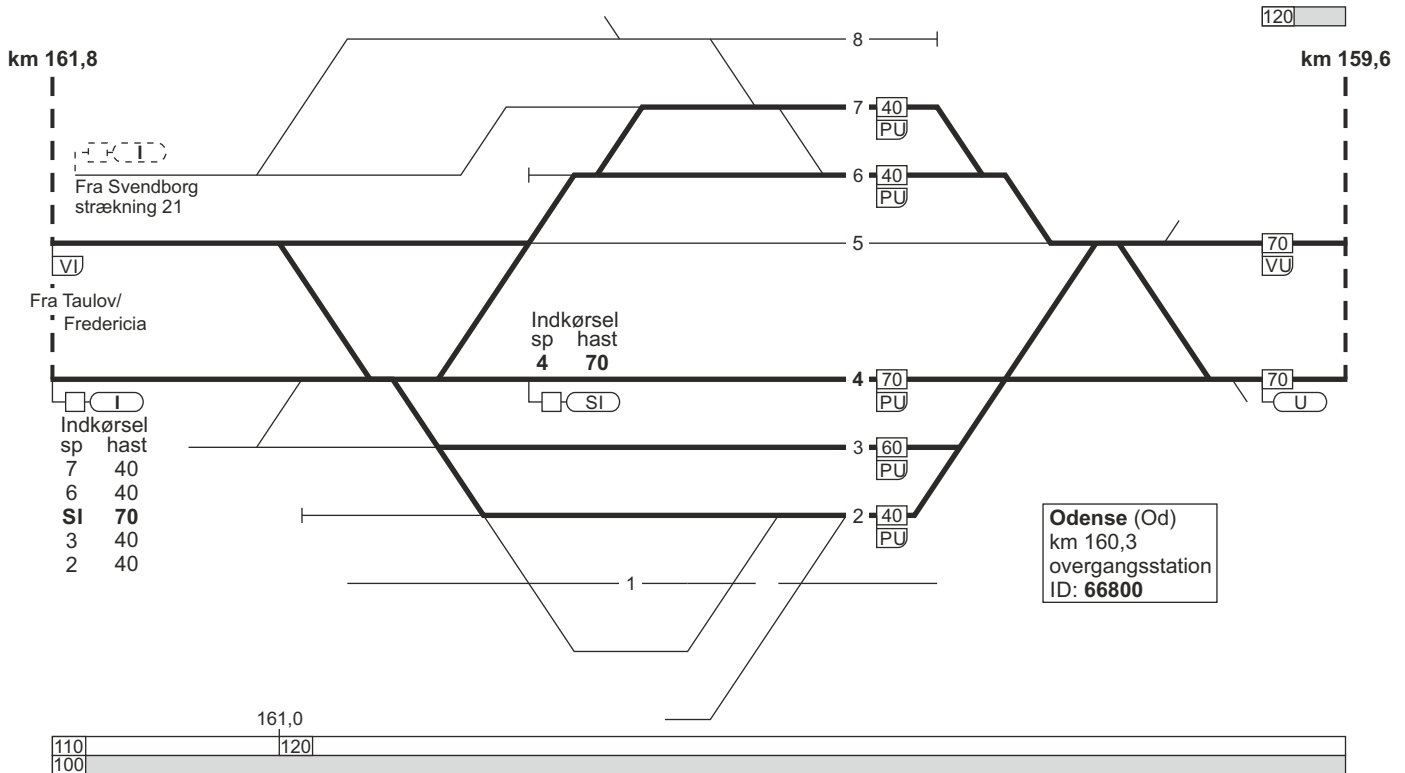 120
8
km 161,8
km 159,6
7 40
PU
I
Fra Svendborg
strækning 21
6 40
PU
5
70
VU
VI
Fra Taulov/
Fredericia
Indkørsel
sp hast
4 70
4 70
PU
70
I
SI
U
Indkørsel
sp hast
7 40
6 40
SI 70
3 40
2 40
3 60
PU
2 40
PU
Odense (Od)
km 160,3
overgangsstation
ID: 66800
1
161,0
110 120
100